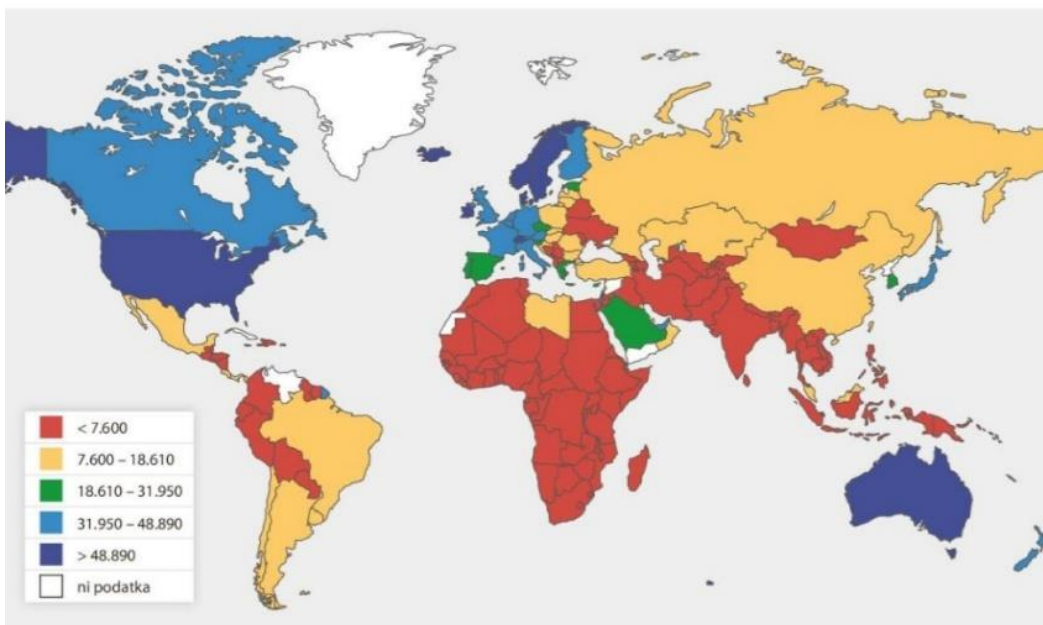 < 7.600
7.600 – 18.610
18.610 – 31.950
31.950 – 48.890
> 48.890
ni podatka